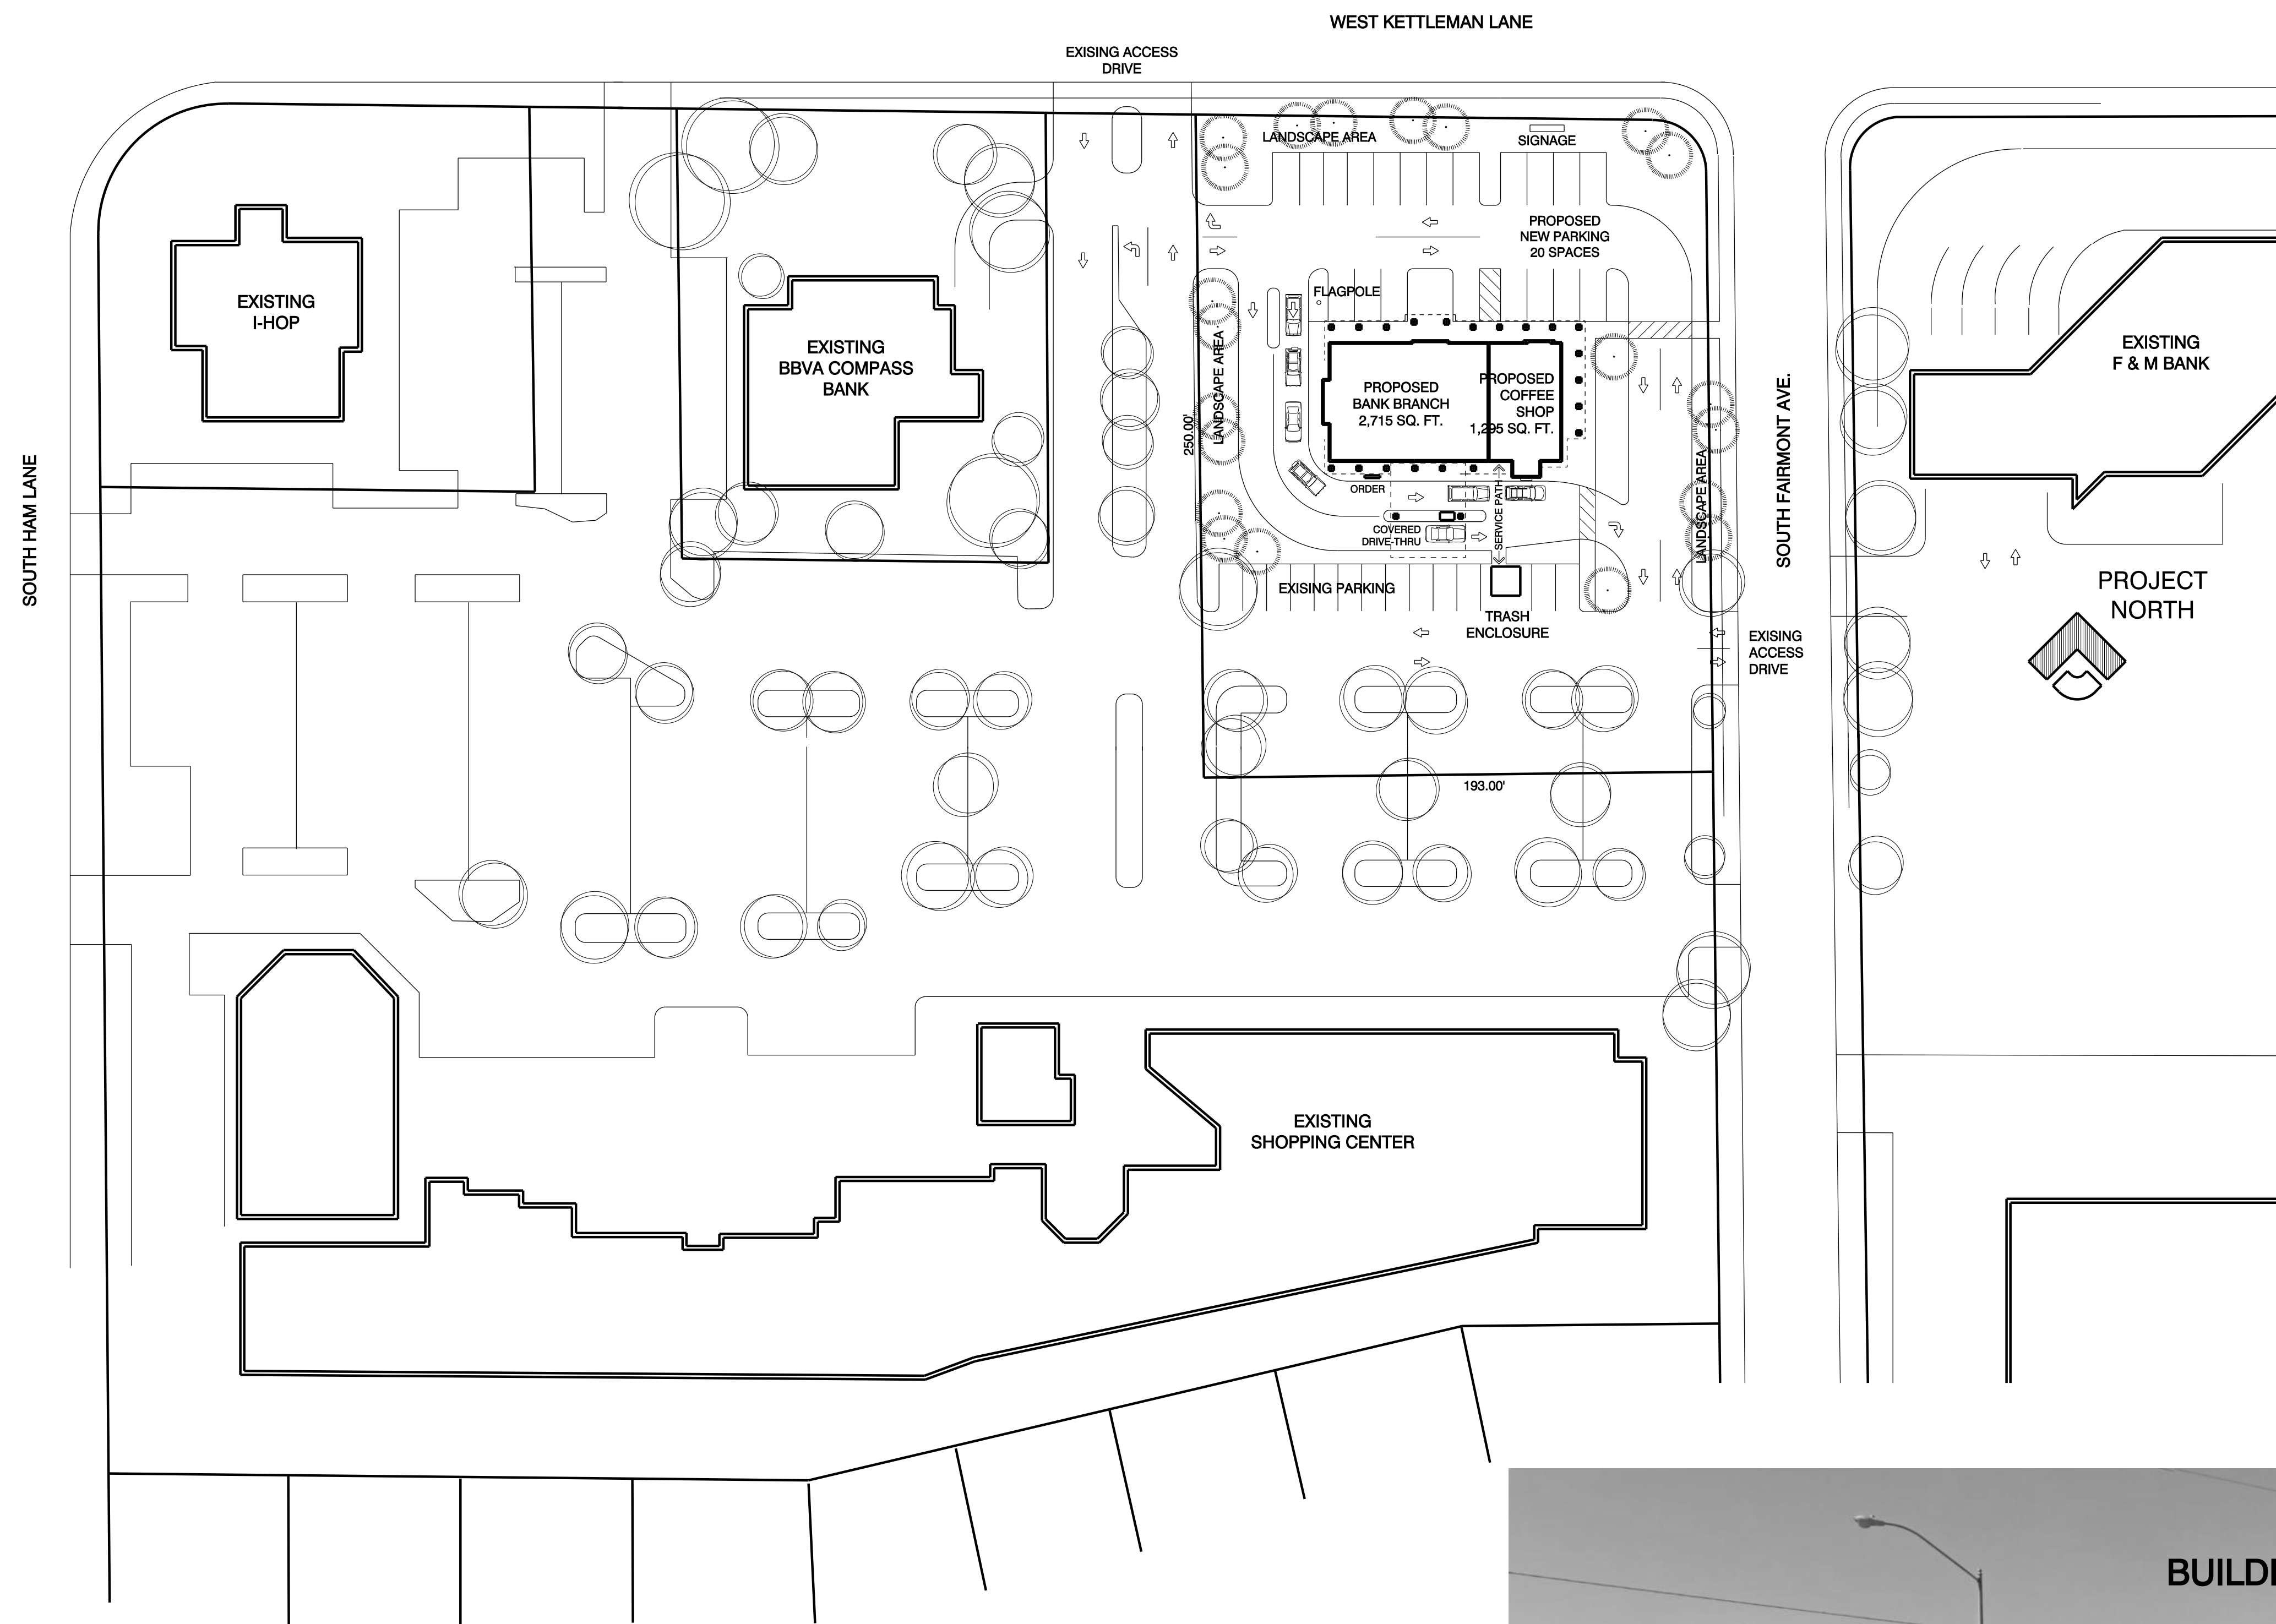 WEST KETTLEMAN LANE
EXISING ACCESS
DRIVE
LANDSCAPE AREA
SIGNAGE
PROPOSED
NEW PARKING
20 SPACES
FLAGPOLE
EXISTING
I-HOP
EXISTING
BBVA COMPASS
BANK
LANDSCAPE AREA
250.00'
PROPOSED
BANK BRANCH
2,715 SQ. FT.
PROPOSED
COFFEE
SHOP
1,295 SQ. FT.
EXISTING
F & M BANK
SOUTH HAM LANE
SOUTH FAIRMONT AVE.
LANDSCAPE AREA
ORDER
SERVICE PATH
COVERED
DRIVE-THRU
EXISING PARKING
TRASH
ENCLOSURE
PROJECT
NORTH
EXISING
ACCESS
DRIVE
193.00'
EXISTING
SHOPPING CENTER